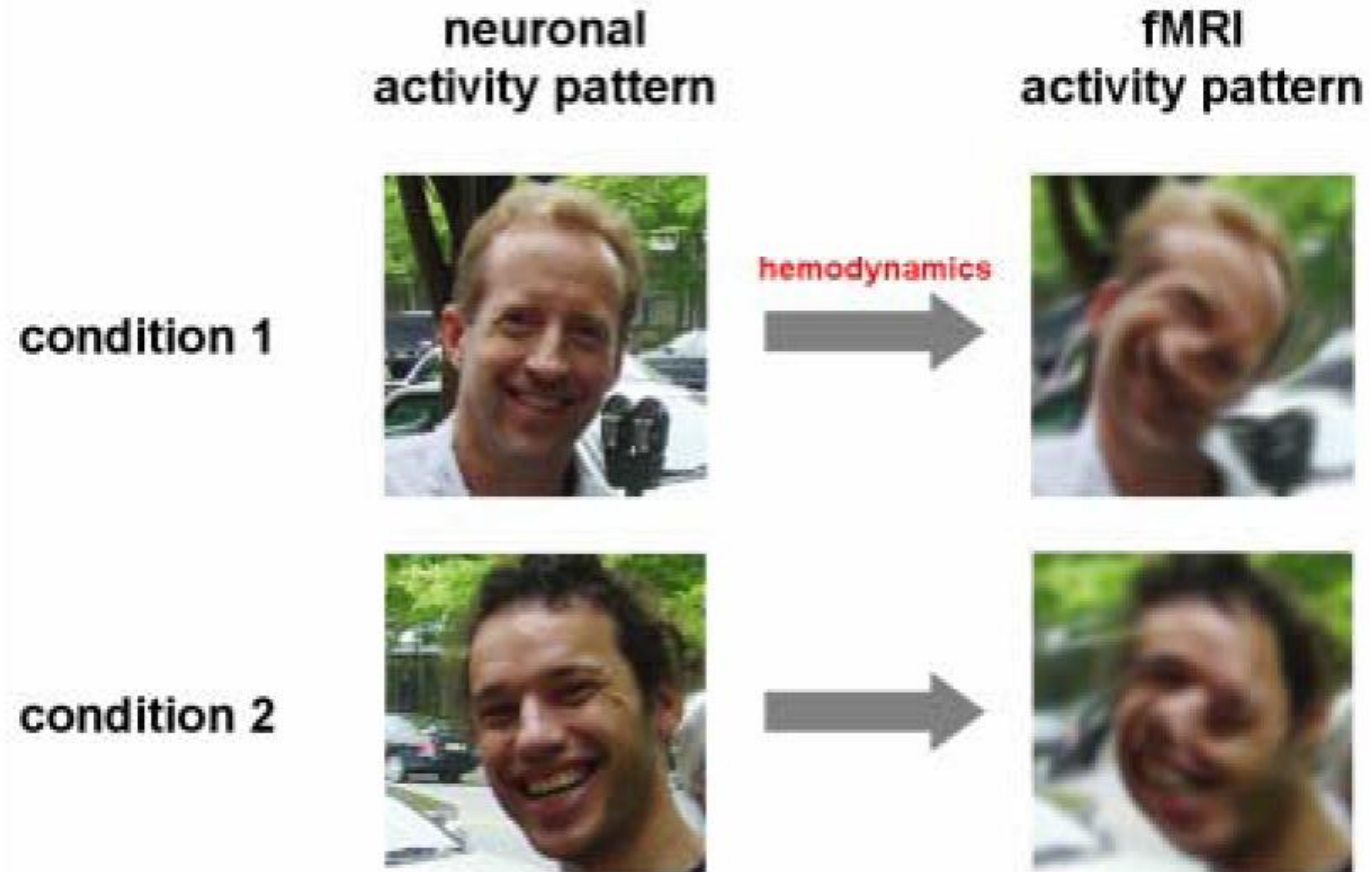 neuronal
activity pattern
fMRI
activity pattern
condition 1
hemodynamics
condition 2